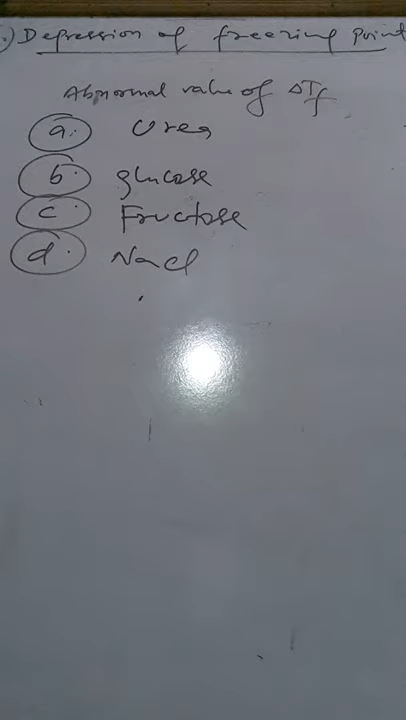 .) Depression of freezing point
Abnormal value of ΔTf
a. Urea
b. glucose
c. Fructose
d. NaCl